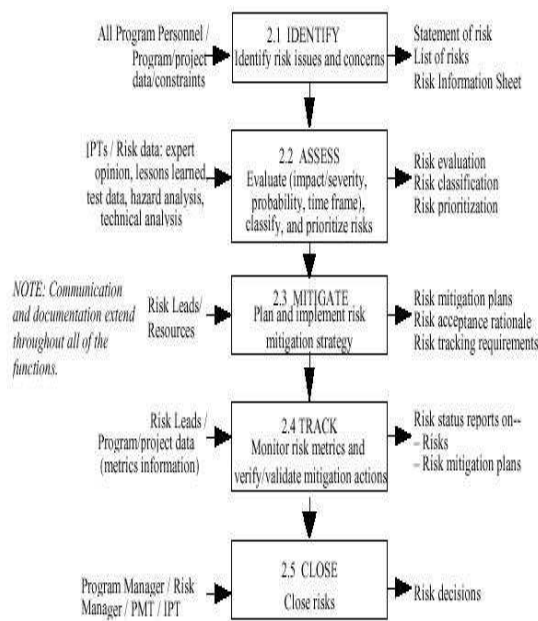 All Program Personnel /
Program/project
data/constraints
2.1 IDENTIFY
Identify risk issues and concerns
Statement of risk
List of risks
Risk Information Sheet
IPTs / Risk data: expert
opinion, lessons learned,
test data, hazard analysis,
technical analysis
2.2 ASSESS
Evaluate (impact/severity,
probability, time frame),
classify, and prioritize risks
Risk evaluation
Risk classification
Risk prioritization
NOTE: Communication
and documentation extend
throughout all of the
functions.
Risk Leads/
Resources
2.3 MITIGATE
Plan and implement risk
mitigation strategy
Risk mitigation plans
Risk acceptance rationale
Risk tracking requirements
Risk Leads /
Program/project data
(metrics information)
2.4 TRACK
Monitor risk metrics and
verify/validate mitigation actions
Risk status reports on--
– Risks
– Risk mitigation plans
Program Manager / Risk
Manager / PMT / IPT
2.5 CLOSE
Close risks
Risk decisions